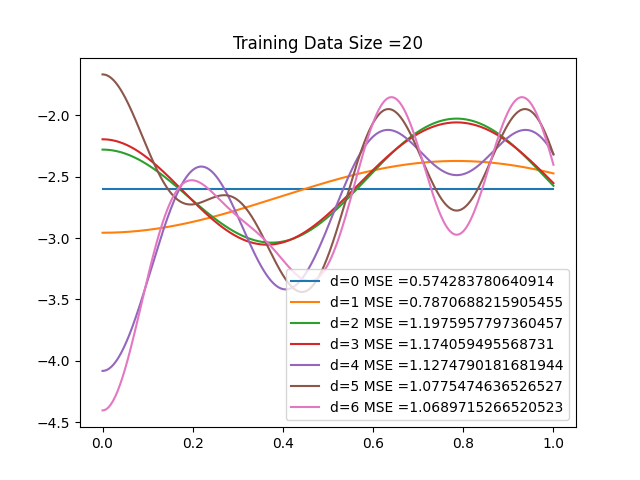 Training Data Size =20
−2.0
−2.5
−3.0
−3.5
−4.0
−4.5
d=0 MSE =0.574283780640914
d=1 MSE =0.7870688215905455
d=2 MSE =1.1975957797360457
d=3 MSE =1.174059495568731
d=4 MSE =1.1274790181681944
d=5 MSE =1.0775474636526527
d=6 MSE =1.0689715266520523
0.0 0.2 0.4 0.6 0.8 1.0